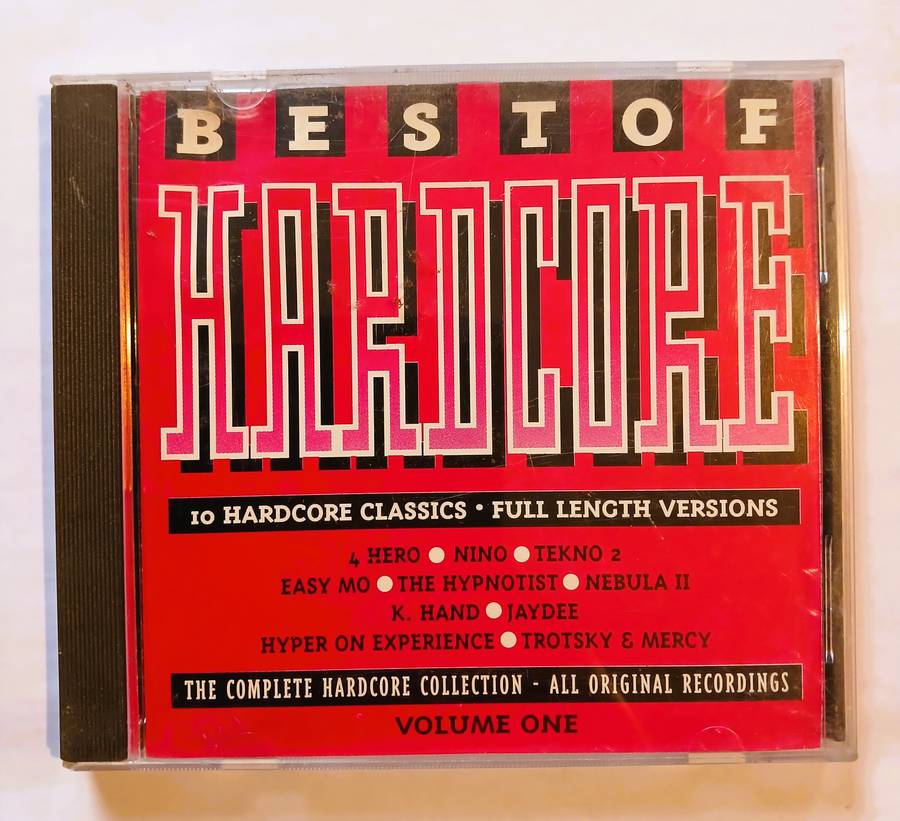 BEST OF
HARDCORE
10 HARDCORE CLASSICS • FULL LENGTH VERSIONS
4 HERO ● NINO ● TEKNO 2
EASY MO ● THE HYPNOTIST ● NEBULA II
K. HAND ● JAYDEE
HYPER ON EXPERIENCE ● TROTSKY & MERCY
THE COMPLETE HARDCORE COLLECTION - ALL ORIGINAL RECORDINGS
VOLUME ONE